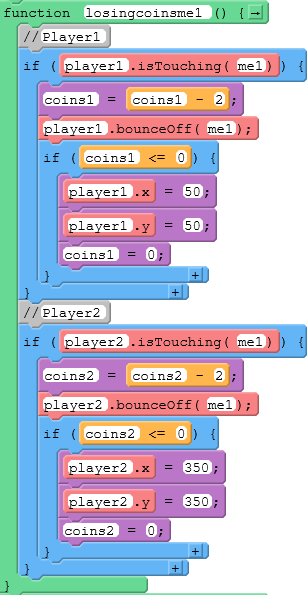 function losingcoinsme1 () { →
//Player1
if ( player1.isTouching( me1) ) {
coins1 = coins1 - 2 ;
player1.bounceOff( me1);
if ( coins1 <= 0 ) {
player1.x = 50;
player1.y = 50;
coins1 = 0;
} +
} +
//Player2
if ( player2.isTouching( me1) ) {
coins2 = coins2 - 2 ;
player2.bounceOff( me1);
if ( coins2 <= 0 ) {
player2.x = 350;
player2.y = 350;
coins2 = 0;
} +
} +
}